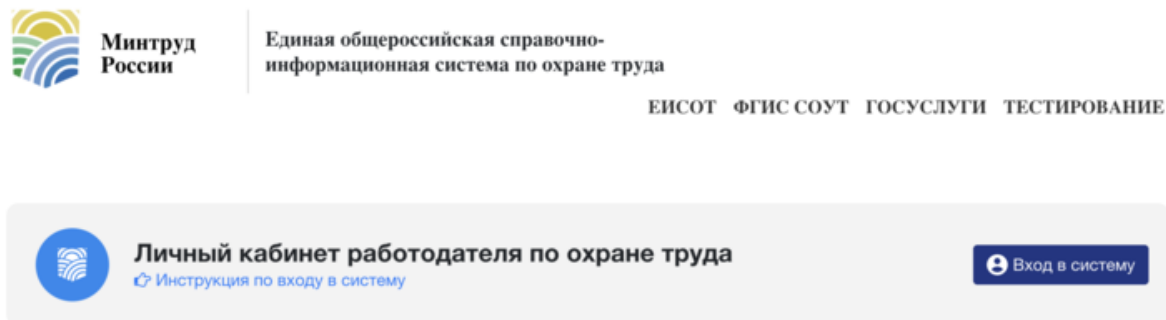 Минтруд
России
Единая общероссийская справочно-
информационная система по охране труда
ЕИСОТ ФГИС СОУТ ГОСУСЛУГИ ТЕСТИРОВАНИЕ
Личный кабинет работодателя по охране труда
Инструкция по входу в систему
Вход в систему